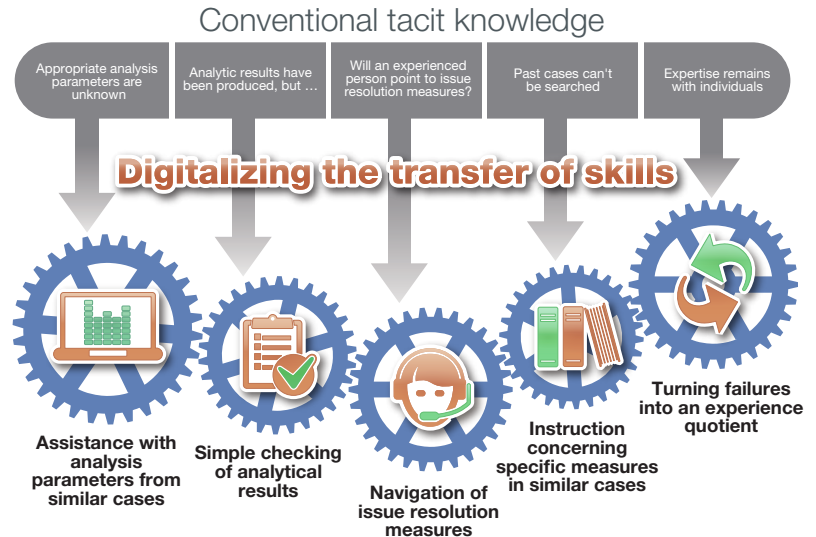 Conventional tacit knowledge
Appropriate analysis
parameters are
unknown
Analytic results have
been produced, but …
Will an experienced
person point to issue
resolution measures?
Past cases can't
be searched
Expertise remains
with individuals
Digitalizing the transfer of skills
Assistance with
analysis
parameters from
similar cases
Simple checking
of analytical
results
Navigation of
issue resolution
measures
Instruction
concerning
specific measures
in similar cases
Turning failures
into an experience
quotient